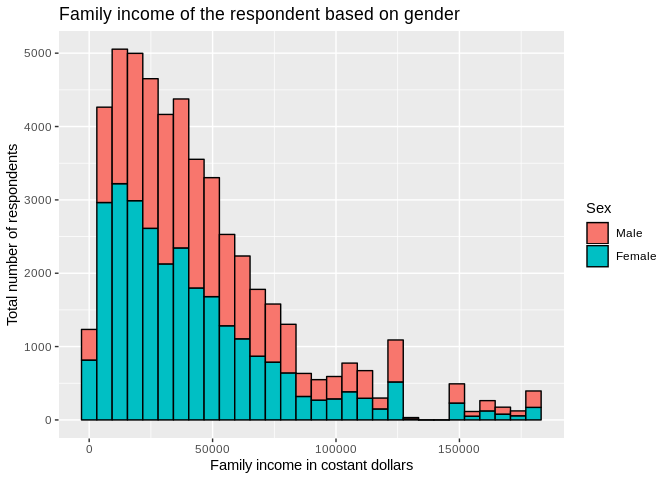 Family income of the respondent based on gender
Total number of respondents
5000
4000
3000
2000
1000
0
0
50000
100000
150000
Family income in costant dollars
Sex
Male
Female